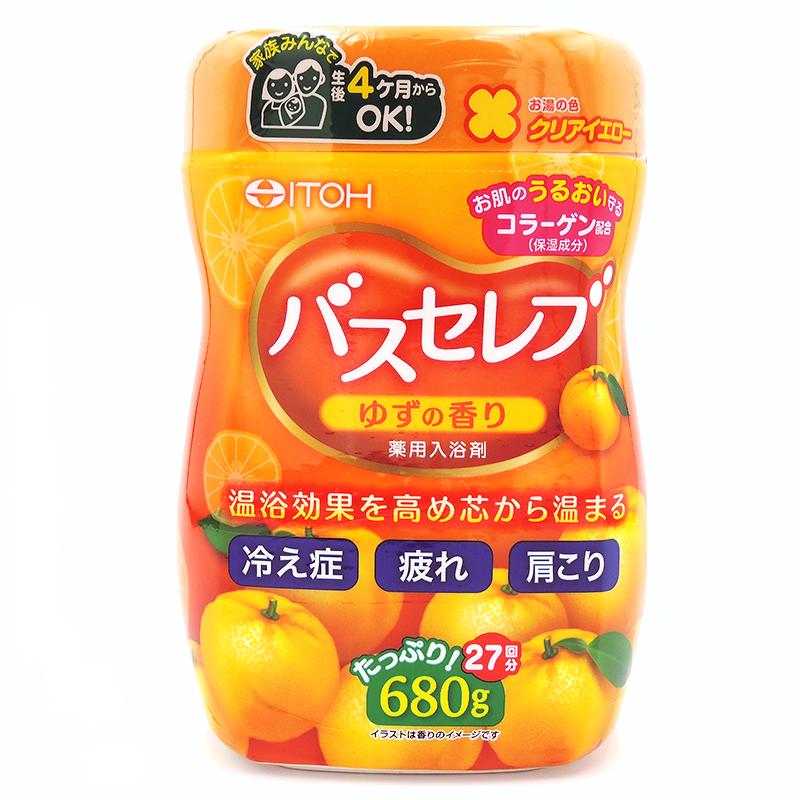 家族みんなで
生後4ケ月から
OK!
お湯の色
クリアイエロー
ITOH
お肌のうるおい守る
コラーゲン配合
(保湿成分)
バスセレブ
ゆずの香り
薬用入浴剤
温浴効果を高め芯から温まる
冷え症
疲れ
肩こり
たっぷり!
27回分
680g
イラストは香りのイメージです